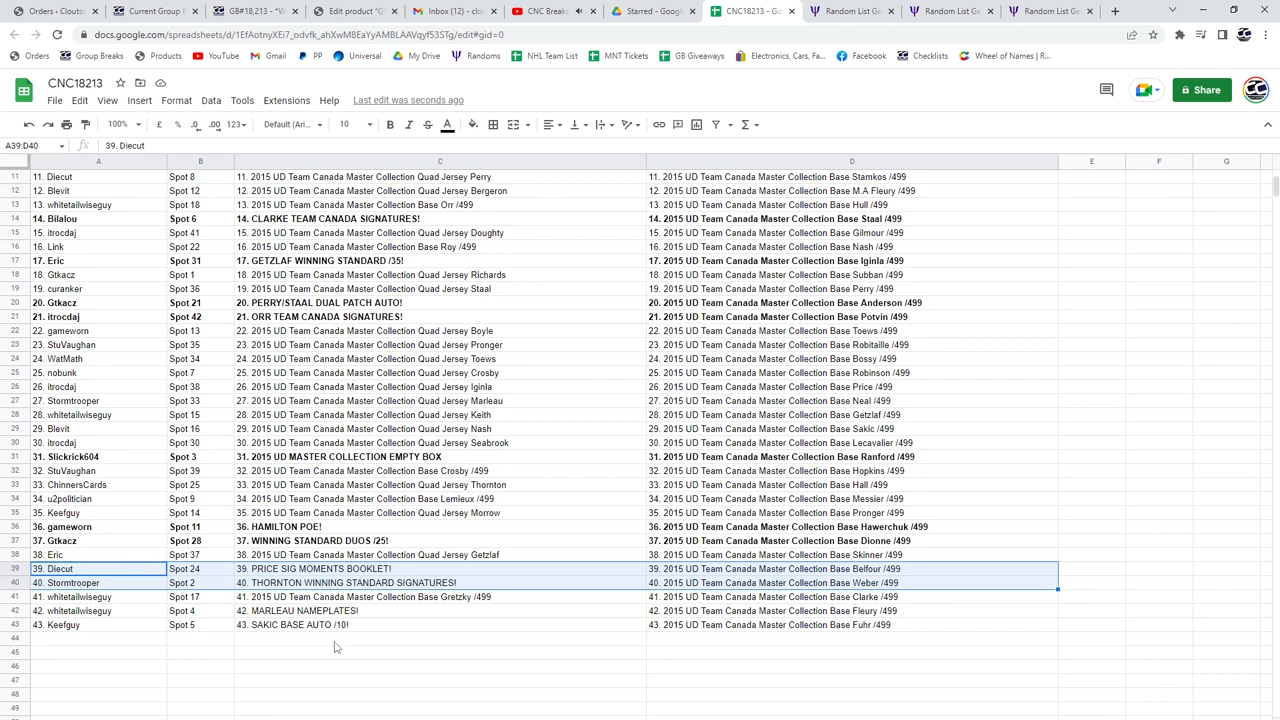 Orders ‹ Cloutsn
Current Group B
GB#18,213 – *W
Edit product "Gl
Inbox (12) - clou
CNC Breaks
Starred - Google
CNC18213 - Goo
Random List Ge
Random List Ge
Random List Ge
docs.google.com/spreadsheets/d/1EfAotnyXEi7_odvfk_ahXwM8EaYyAMBLAAVqyf53STg/edit#gid=0
Orders
Group Breaks
Products
YouTube
Gmail
PP
Universal
My Drive
Randoms
NHL Team List
MNT Tickets
GB Giveaways
Electronics, Cars, Fa...
Facebook
Checklists
Wheel of Names | R...
CNC18213
File Edit View Insert Format Data Tools Extensions Help Last edit was seconds ago
Share
100% £ % .0 .00 123 Default (Ari... 10 B I S A
A39:D40 fx 39. Diecut
A B C D E F G
11 11. Diecut Spot 8 11. 2015 UD Team Canada Master Collection Quad Jersey Perry 11. 2015 UD Team Canada Master Collection Base Stamkos /499
12 12. Blevit Spot 12 12. 2015 UD Team Canada Master Collection Quad Jersey Bergeron 12. 2015 UD Team Canada Master Collection Base M.A Fleury /499
13 13. whitetailwiseguy Spot 18 13. 2015 UD Team Canada Master Collection Base Orr /499 13. 2015 UD Team Canada Master Collection Base Hull /499
14 14. Bilalou Spot 6 14. CLARKE TEAM CANADA SIGNATURES! 14. 2015 UD Team Canada Master Collection Base Staal /499
15 15. itrocdaj Spot 41 15. 2015 UD Team Canada Master Collection Quad Jersey Doughty 15. 2015 UD Team Canada Master Collection Base Gilmour /499
16 16. Link Spot 22 16. 2015 UD Team Canada Master Collection Base Roy /499 16. 2015 UD Team Canada Master Collection Base Nash /499
17 17. Eric Spot 31 17. GETZLAF WINNING STANDARD /35! 17. 2015 UD Team Canada Master Collection Base Iginla /499
18 18. Gtkacz Spot 1 18. 2015 UD Team Canada Master Collection Quad Jersey Richards 18. 2015 UD Team Canada Master Collection Base Subban /499
19 19. curanker Spot 36 19. 2015 UD Team Canada Master Collection Quad Jersey Staal 19. 2015 UD Team Canada Master Collection Base Perry /499
20 20. Gtkacz Spot 21 20. PERRY/STAAL DUAL PATCH AUTO! 20. 2015 UD Team Canada Master Collection Base Anderson /499
21 21. itrocdaj Spot 42 21. ORR TEAM CANADA SIGNATURES! 21. 2015 UD Team Canada Master Collection Base Potvin /499
22 22. gameworn Spot 13 22. 2015 UD Team Canada Master Collection Quad Jersey Boyle 22. 2015 UD Team Canada Master Collection Base Toews /499
23 23. StuVaughan Spot 35 23. 2015 UD Team Canada Master Collection Quad Jersey Pronger 23. 2015 UD Team Canada Master Collection Base Robitaille /499
24 24. WatMath Spot 34 24. 2015 UD Team Canada Master Collection Quad Jersey Toews 24. 2015 UD Team Canada Master Collection Base Bossy /499
25 25. nobunk Spot 7 25. 2015 UD Team Canada Master Collection Quad Jersey Crosby 25. 2015 UD Team Canada Master Collection Base Robinson /499
26 26. itrocdaj Spot 38 26. 2015 UD Team Canada Master Collection Quad Jersey Iginla 26. 2015 UD Team Canada Master Collection Base Price /499
27 27. Stormtrooper Spot 33 27. 2015 UD Team Canada Master Collection Quad Jersey Marleau 27. 2015 UD Team Canada Master Collection Base Neal /499
28 28. whitetailwiseguy Spot 15 28. 2015 UD Team Canada Master Collection Quad Jersey Keith 28. 2015 UD Team Canada Master Collection Base Getzlaf /499
29 29. Blevit Spot 16 29. 2015 UD Team Canada Master Collection Quad Jersey Nash 29. 2015 UD Team Canada Master Collection Base Sakic /499
30 30. itrocdaj Spot 30 30. 2015 UD Team Canada Master Collection Quad Jersey Seabrook 30. 2015 UD Team Canada Master Collection Base Lecavalier /499
31 31. Slickrick604 Spot 3 31. 2015 UD MASTER COLLECTION EMPTY BOX 31. 2015 UD Team Canada Master Collection Base Ranford /499
32 32. StuVaughan Spot 39 32. 2015 UD Team Canada Master Collection Base Crosby /499 32. 2015 UD Team Canada Master Collection Base Hopkins /499
33 33. ChinnersCards Spot 25 33. 2015 UD Team Canada Master Collection Quad Jersey Thornton 33. 2015 UD Team Canada Master Collection Base Hall /499
34 34. u2politician Spot 9 34. 2015 UD Team Canada Master Collection Base Lemieux /499 34. 2015 UD Team Canada Master Collection Base Messier /499
35 35. Keefguy Spot 14 35. 2015 UD Team Canada Master Collection Quad Jersey Morrow 35. 2015 UD Team Canada Master Collection Base Pronger /499
36 36. gameworn Spot 11 36. HAMILTON POE! 36. 2015 UD Team Canada Master Collection Base Hawerchuk /499
37 37. Gtkacz Spot 28 37. WINNING STANDARD DUOS /25! 37. 2015 UD Team Canada Master Collection Base Dionne /499
38 38. Eric Spot 37 38. 2015 UD Team Canada Master Collection Quad Jersey Getzlaf 38. 2015 UD Team Canada Master Collection Base Skinner /499
39 39. Diecut Spot 24 39. PRICE SIG MOMENTS BOOKLET! 39. 2015 UD Team Canada Master Collection Base Belfour /499
40 40. Stormtrooper Spot 2 40. THORNTON WINNING STANDARD SIGNATURES! 40. 2015 UD Team Canada Master Collection Base Weber /499
41 41. whitetailwiseguy Spot 17 41. 2015 UD Team Canada Master Collection Base Gretzky /499 41. 2015 UD Team Canada Master Collection Base Clarke /499
42 42. whitetailwiseguy Spot 4 42. MARLEAU NAMEPLATES! 42. 2015 UD Team Canada Master Collection Base Fleury /499
43 43. Keefguy Spot 5 43. SAKIC BASE AUTO /10! 43. 2015 UD Team Canada Master Collection Base Fuhr /499
44
45
46
47
48